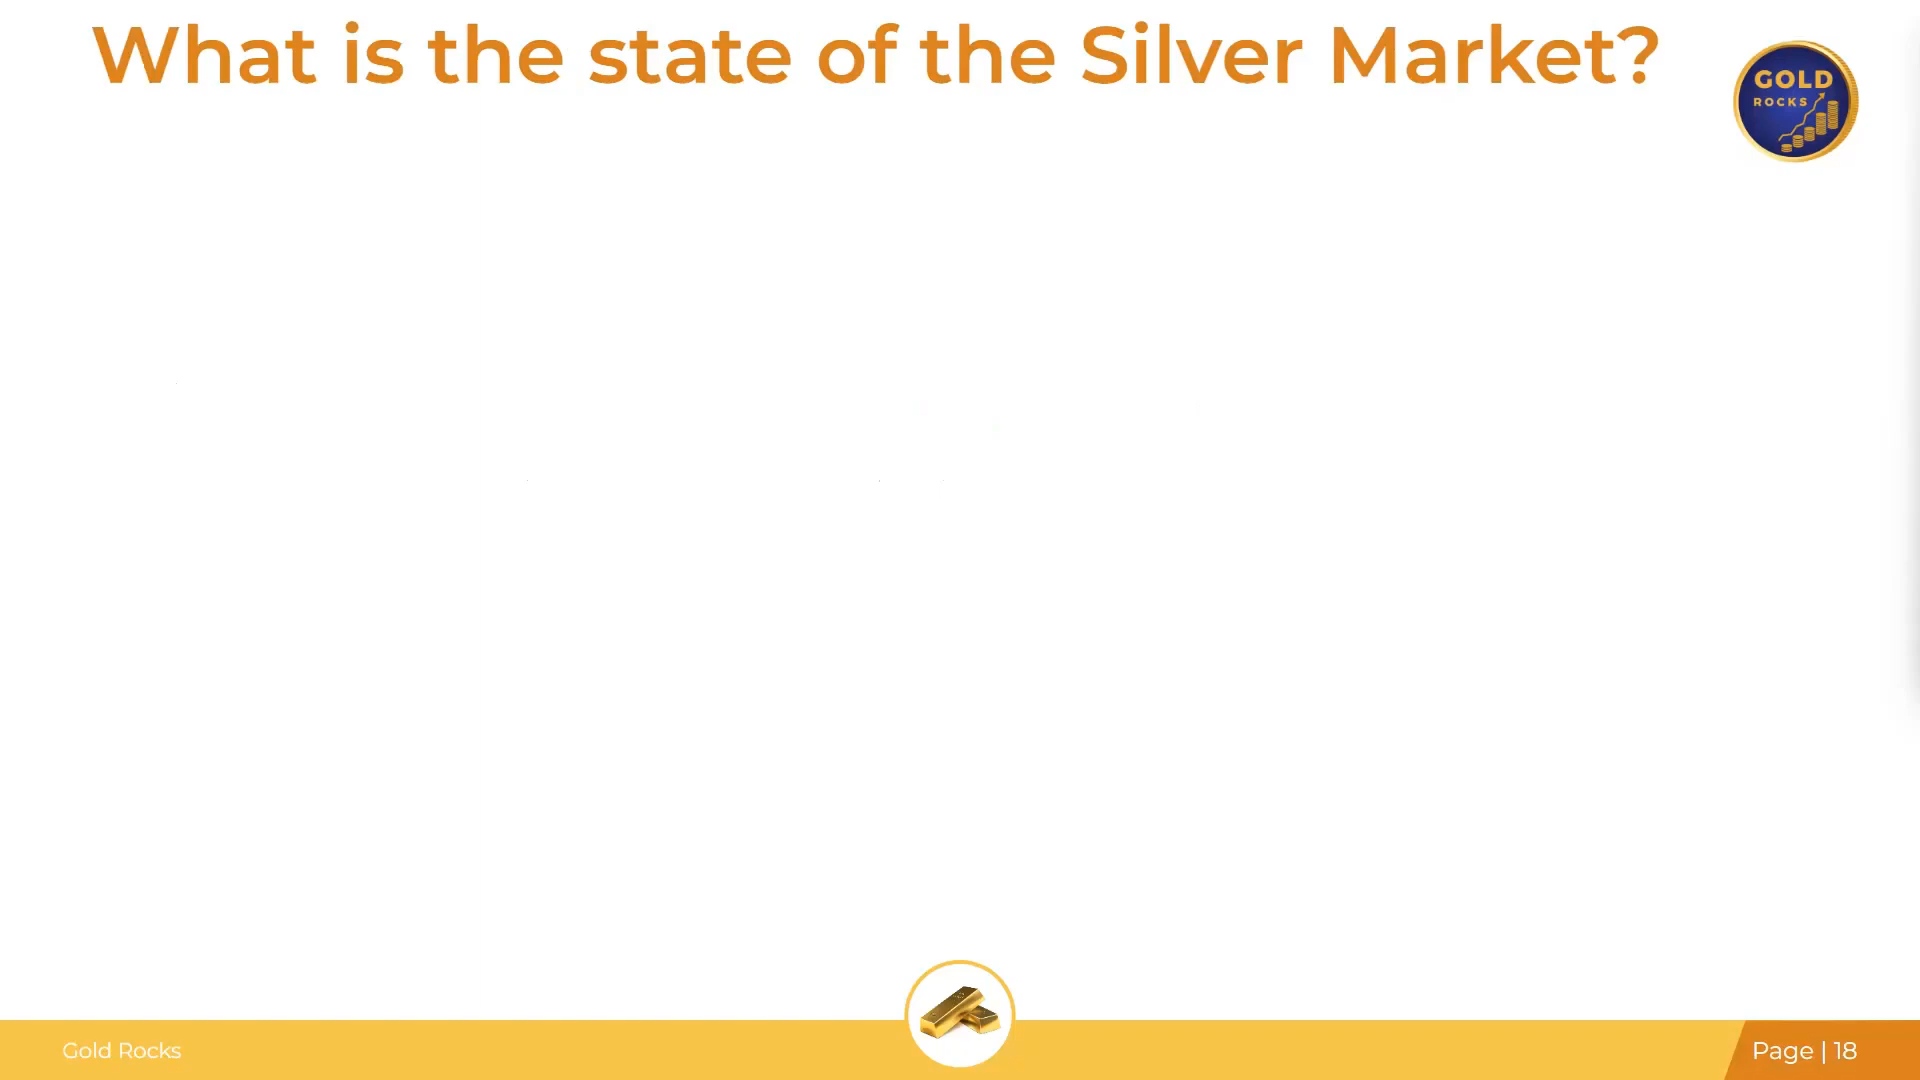 What is the state of the Silver Market?
GOLD
ROCKS
Gold Rocks
Page | 18